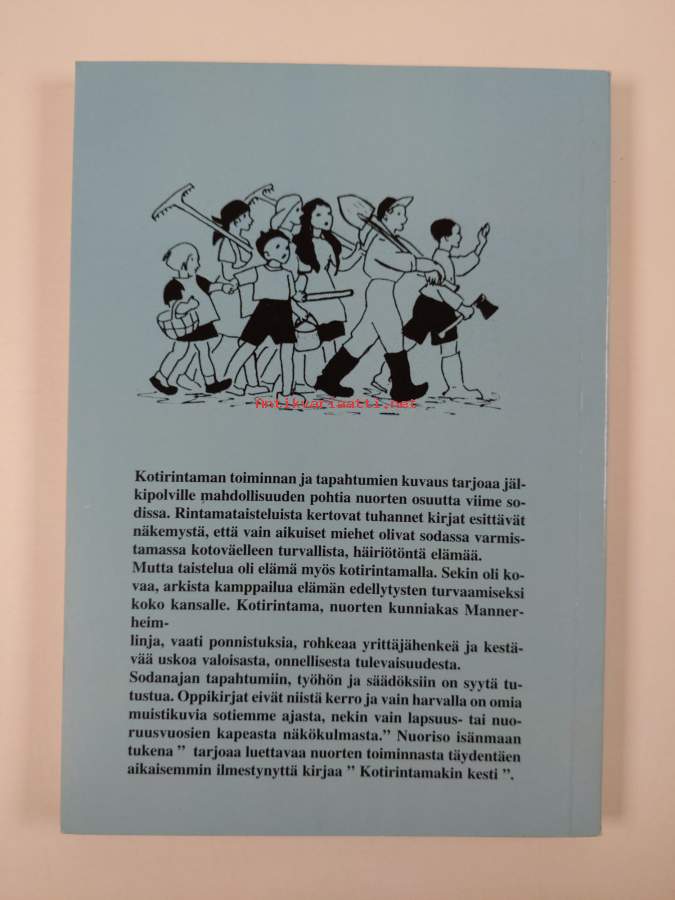 Antikvariaatti.net
Kotirintaman toiminnan ja tapahtumien kuvaus tarjoaa jäl-
kipolville mahdollisuuden pohtia nuorten osuutta viime so-
dissa. Rintamataisteluista kertovat tuhannet kirjat esittävät
näkemystä, että vain aikuiset miehet olivat sodassa varmis-
tamassa kotoväelleen turvallista, häiriötöntä elämää.
Mutta taistelua oli elämä myös kotirintamalla. Sekin oli ko-
vaa, arkista kamppailua elämän edellytysten turvaamiseksi
koko kansalle. Kotirintama, nuorten kunniakas Manner-
heim-
linja, vaati ponnistuksia, rohkeaa yrittäjähenkeä ja kestä-
vää uskoa valoisasta, onnellisesta tulevaisuudesta.
Sodanajan tapahtumiin, työhön ja säädöksiin on syytä tu-
tustua. Oppikirjat eivät niistä kerro ja vain harvalla on omia
muistikuvia sotiemme ajasta, nekin vain lapsuus- tai nuo-
ruusvuosien kapeasta näkökulmasta.” Nuoriso isänmaan
tukena ” tarjoaa luettavaa nuorten toiminnasta täydentäen
aikaisemmin ilmestynyttä kirjaa ” Kotirintamakin kesti ”.